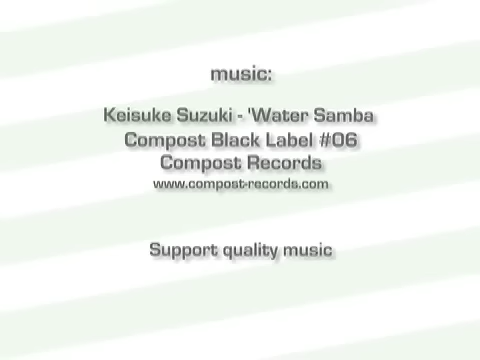 music:
Keisuke Suzuki - 'Water Samba
Compost Black Label #06
Compost Records
www.compost-records.com
Support quality music